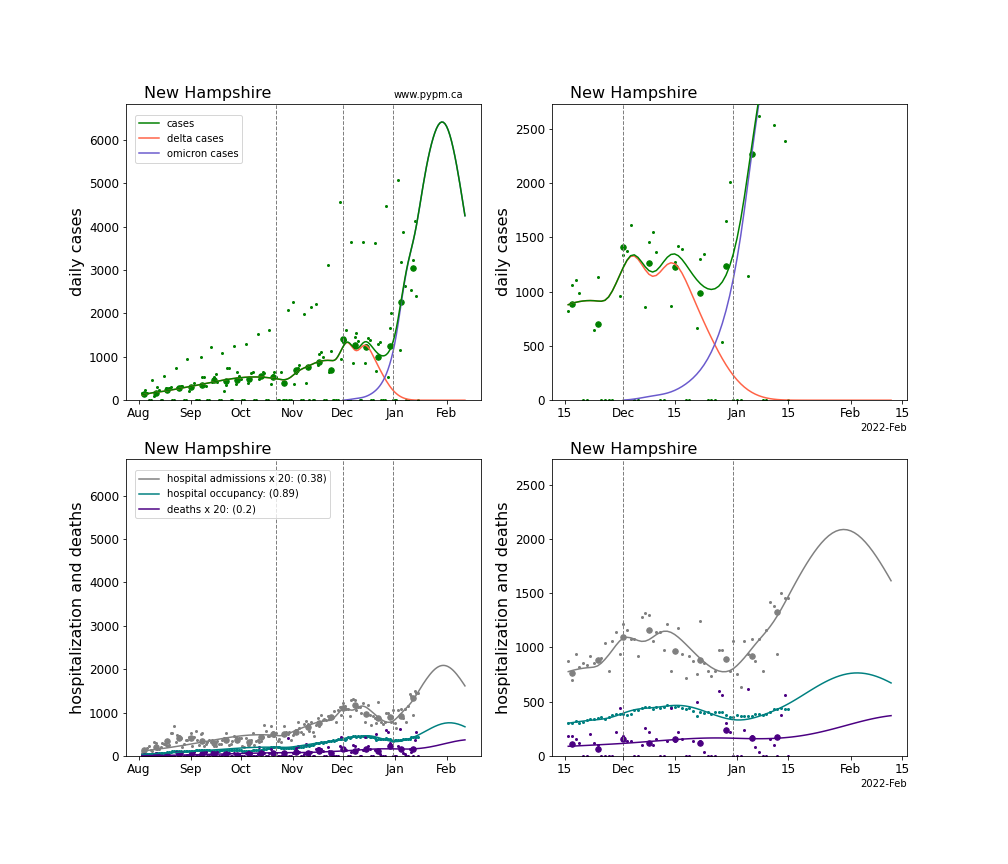 New Hampshire
www.pypm.ca
cases
delta cases
omicron cases
daily cases
6000
5000
4000
3000
2000
1000
0
Aug Sep Oct Nov Dec Jan Feb
New Hampshire
daily cases
2500
2000
1500
1000
500
0
15 Dec 15 Jan 15 Feb 15
2022-Feb
New Hampshire
hospital admissions x 20: (0.38)
hospital occupancy: (0.89)
deaths x 20: (0.2)
hospitalization and deaths
6000
5000
4000
3000
2000
1000
0
Aug Sep Oct Nov Dec Jan Feb
New Hampshire
hospitalization and deaths
2500
2000
1500
1000
500
0
15 Dec 15 Jan 15 Feb 15
2022-Feb